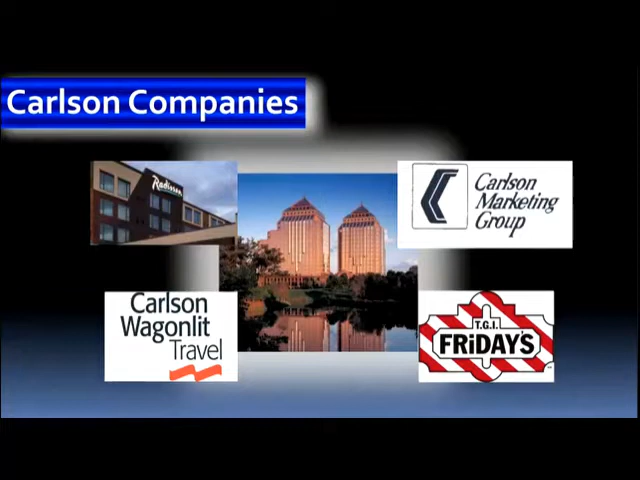 Carlson Companies
Radisson
Carlson
Marketing
Group
Carlson
Wagonlit
Travel
T.G.I.
FRiDAY'S